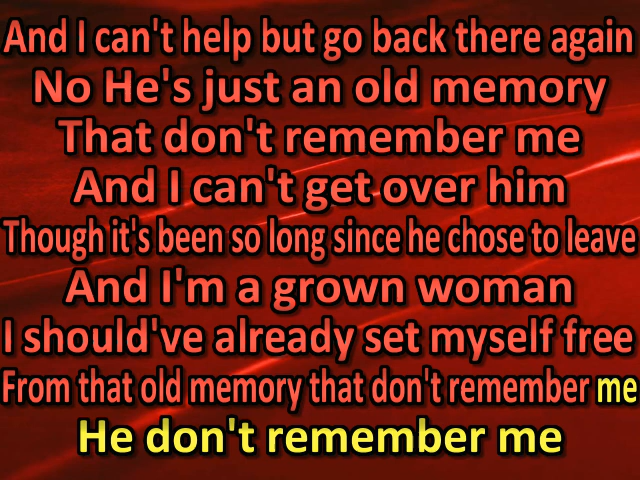 And I can't help but go back there again
No He's just an old memory
That don't remember me
And I can't get over him
Though it's been so long since he chose to leave
And I'm a grown woman
I should've already set myself free
From that old memory that don't remember me
He don't remember me